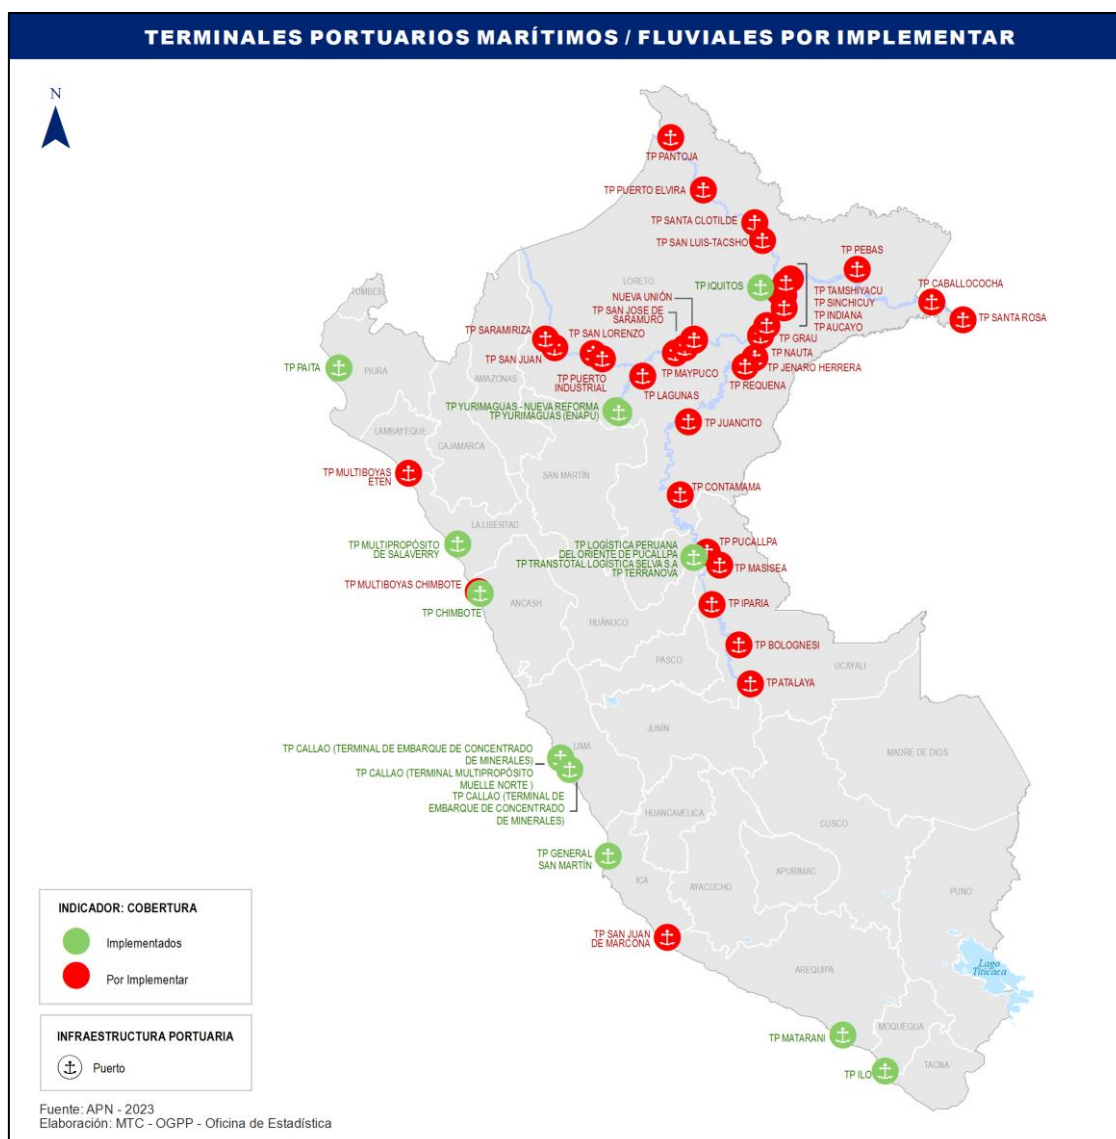 TERMINALES PORTUARIOS MARÍTIMOS / FLUVIALES POR IMPLEMENTAR
N
TP PANTOJA
TP PUERTO ELVIRA
TP SANTA CLOTILDE
TP SAN LUIS-TACSHO
TP PEBAS
TP CABALLOCOCHA
TP SANTA ROSA
TP IQUITOS
LORETO
TP TAMSHIYACU
TP SINCHICUY
TP INDIANA
TP AUCAYO
NUEVA UNIÓN
TP SAN JOSE DE
SARAMURO
TUMBES
TP SARAMIRIZA
TP SAN LORENZO
TP GRAU
TP SAN JUAN
TP NAUTA
TP JENARO HERRERA
TP PAITA
PIURA
AMAZONAS
TP PUERTO
INDUSTRIAL
TP MAYPUCO
TP REQUENA
TP LAGUNAS
TP YURIMAGUAS - NUEVA REFORMA
TP YURIMAGUAS (ENAPU)
TP JUANCITO
LAMBAYEQUE
CAJAMARCA
TP MULTIBOYAS
ETEN
SAN MARTÍN
TP CONTAMAMA
LA LIBERTAD
TP MULTIPROPÓSITO
DE SALAVERRY
TP LOGÍSTICA PERUANA
DEL ORIENTE DE PUCALLPA
TP TRANSTOTAL LOGÍSTICA SELVA S.A
TP TERRANOVA
TP PUCALLPA
TP MASISEA
TP MULTIBOYAS CHIMBOTE
TP CHIMBOTE
ANCASH
TP IPARIA
HUÁNUCO
TP BOLOGNESI
PASCO
UCAYALI
TP ATALAYA
JUNÍN
LIMA
MADRE DE DIOS
TP CALLAO (TERMINAL DE EMBARQUE DE CONCENTRADO
DE MINERALES)
TP CALLAO (TERMINAL MULTIPROPÓSITO
MUELLE NORTE )
TP CALLAO (TERMINAL DE
EMBARQUE DE CONCENTRADO
DE MINERALES)
HUANCAVELICA
CUSCO
TP GENERAL
SAN MARTÍN
ICA
AYACUCHO
APURIMAC
PUNO
TP SAN JUAN
DE MARCONA
AREQUIPA
Lago
Titicaca
TP MATARANI
MOQUEGUA
TP ILO
TACNA
INDICADOR: COBERTURA
Implementados
Por Implementar
INFRAESTRUCTURA PORTUARIA
Puerto
Fuente: APN - 2023
Elaboración: MTC - OGPP - Oficina de Estadística